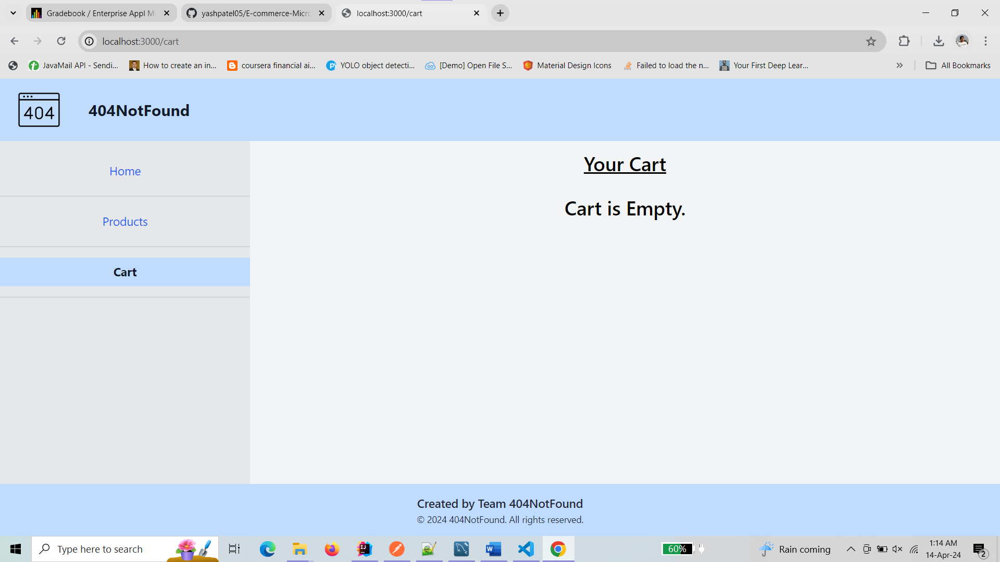 Gradebook / Enterprise Appl M
yashpatel05/E-commerce-Micro
localhost:3000/cart
localhost:3000/cart
JavaMail API - Sendi...
How to create an in...
coursera financial ai...
YOLO object detecti...
[Demo] Open File S...
Material Design Icons
Failed to load the n...
Your First Deep Lear...
All Bookmarks
404
404NotFound
Home
Products
Cart
Your Cart
Cart is Empty.
Created by Team 404NotFound
© 2024 404NotFound. All rights reserved.
Type here to search
60%
Rain coming
1:14 AM
14-Apr-24
2